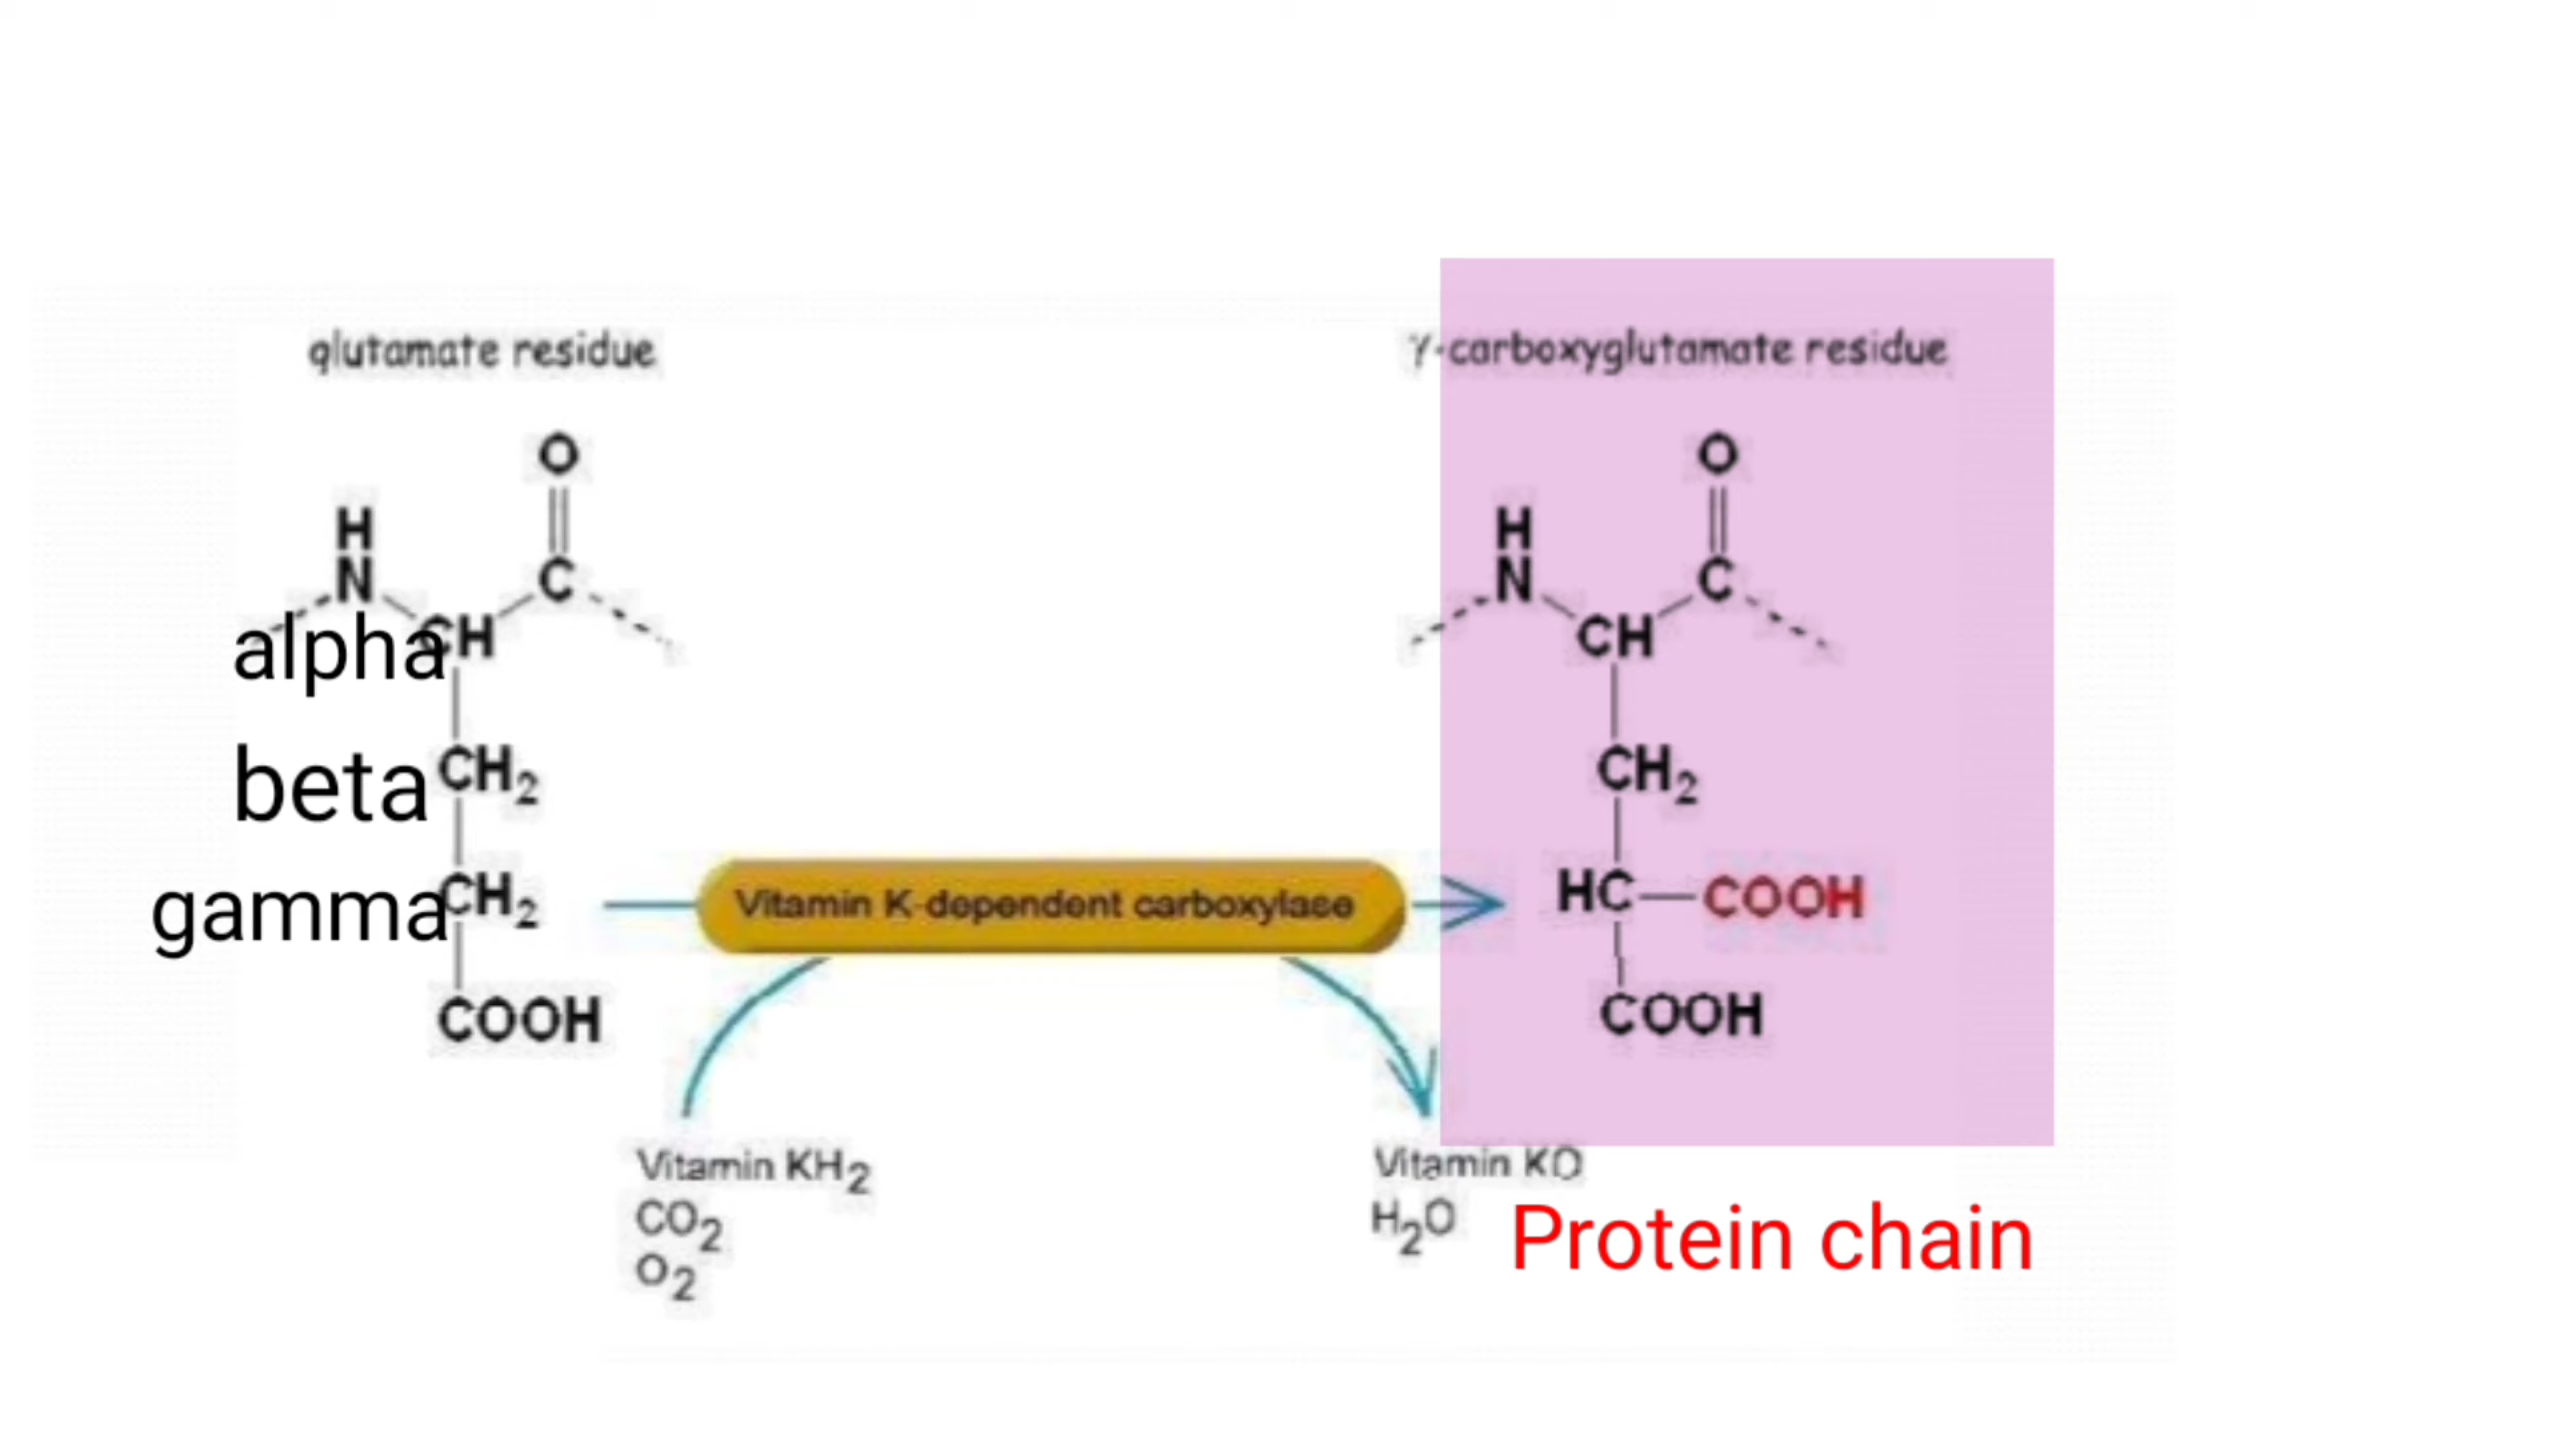 glutamate residue
γ-carboxyglutamate residue
O
H
N
C
CH
alpha
beta
CH2
gamma
CH2
COOH
Vitamin K-dependent carboxylase
O
H
N
C
CH
CH2
HC
COOH
COOH
Vitamin KH2
CO2
O2
Vitamin KO
H2O
Protein chain